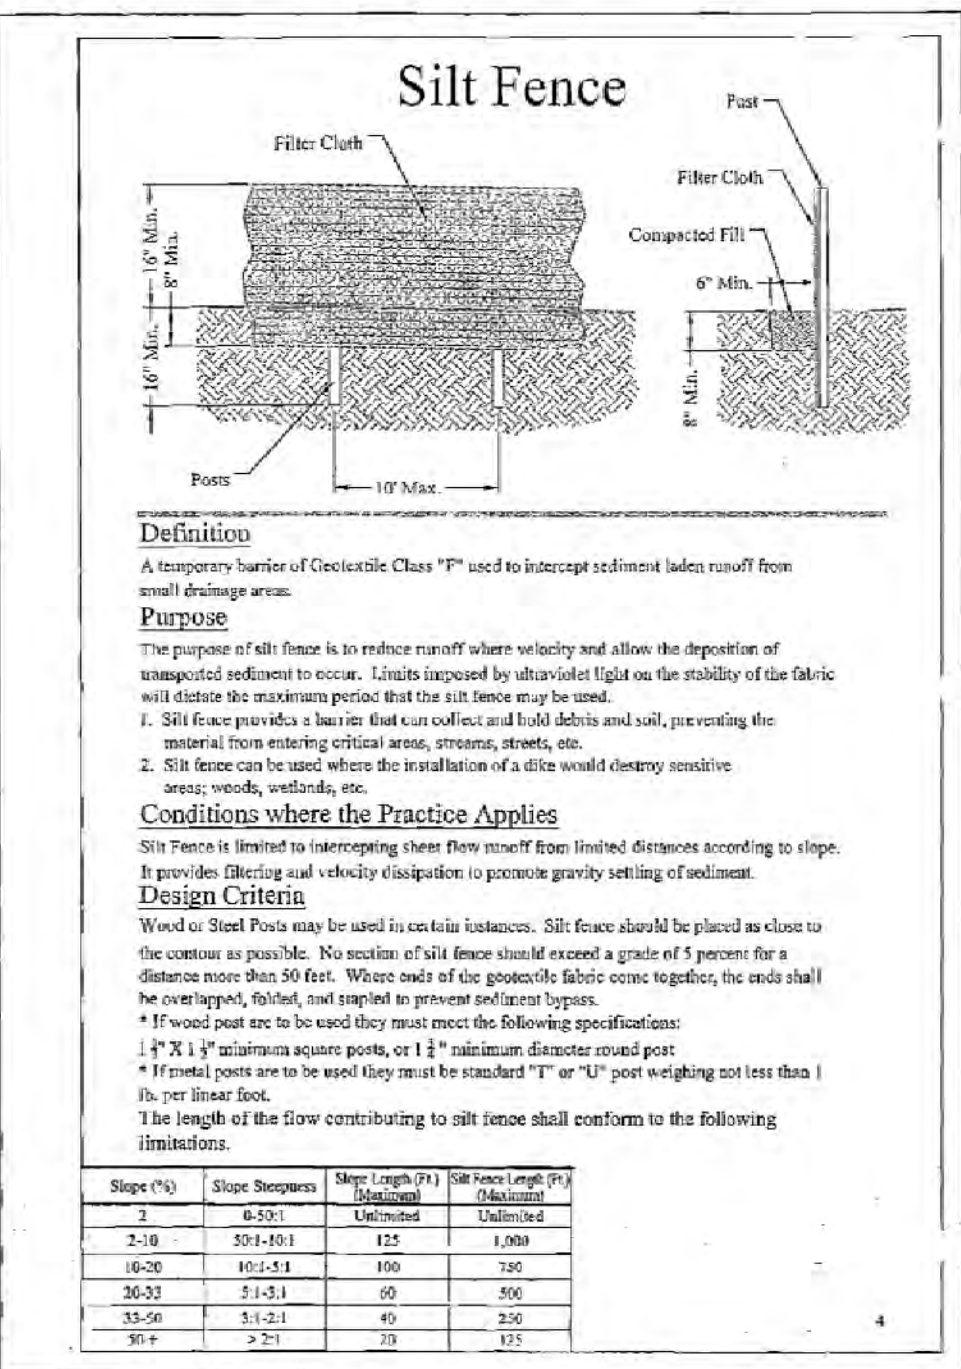 Silt Fence
Post
Filter Cloth
Filter Cloth
Compacted Fill
16" Min.
8" Min.
6" Min.
16" Min.
8" Min.
Posts
10' Max.
Definition
A temporary barrier of Geotextile Class "F" used to intercept sediment laden runoff from
small drainage areas.
Purpose
The purpose of silt fence is to reduce runoff where velocity and allow the deposition of
transported sediment to occur. Limits imposed by ultraviolet light on the stability of the fabric
will dictate the maximum period that the silt fence may be used.
1. Silt fence provides a barrier that can collect and hold debris and soil, preventing the
material from entering critical areas, streams, streets, etc.
2. Silt fence can be used where the installation of a dike would destroy sensitive
areas; woods, wetlands, etc.
Conditions where the Practice Applies
Silt Fence is limited to intercepting sheet flow runoff from limited distances according to slope.
It provides filtering and velocity dissipation to promote gravity settling of sediment.
Design Criteria
Wood or Steel Posts may be used in certain instances. Silt fence should be placed as close to
the contour as possible. No section of silt fence should exceed a grade of 5 percent for a
distance more than 50 feet. Where ends of the geotextile fabric come together, the ends shall
be overlapped, folded, and stapled to prevent sediment bypass.
* If wood post are to be used they must meet the following specifications:
1 X 1 " minimum square posts, or 1 " minimum diameter round post
* If metal posts are to be used they must be standard "T" or "U" post weighing not less than 1
lb. per linear foot.
The length of the flow contributing to silt fence shall conform to the following
limitations.
Slope (%) Slope Steepness Slope Length (Ft.) (Maximum) Silt Fence Length (Ft.) (Maximum)
2 0-50:1 Unlimited Unlimited
2-10 50:1-10:1 125 1,000
10-20 10:1-5:1 100 750
20-33 5:1-3:1 60 500
33-50 3:1-2:1 40 250
50 + > 2:1 20 125
4